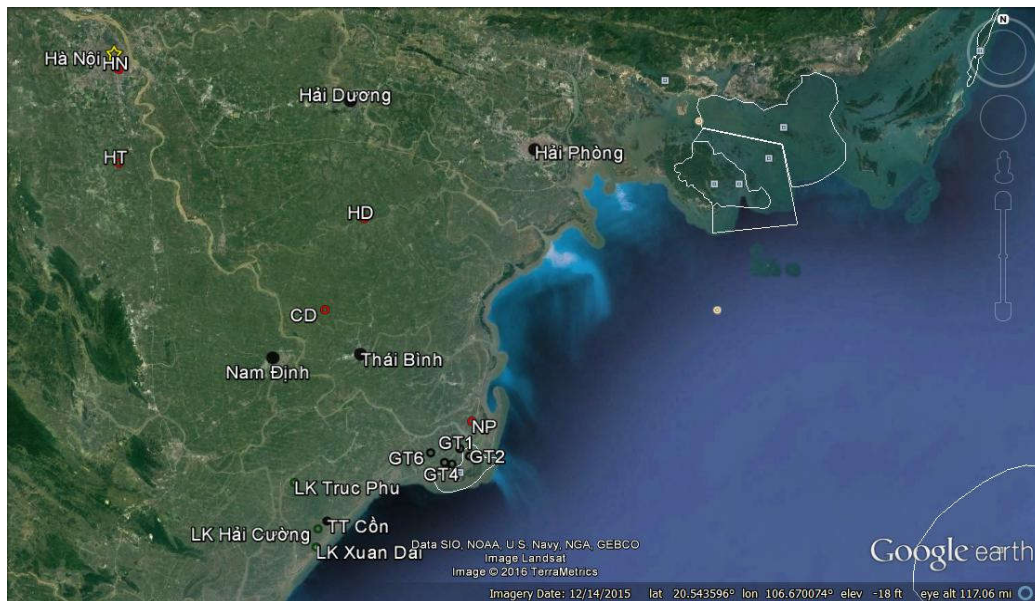 N
Hà Nội
HN
Hải Dương
HT
Hải Phòng
HD
CD
Nam Định
Thái Bình
NP
GT1
GT6
GT2
GT4
LK Truc Phu
LK Hải Cường
TT Cồn
LK Xuan Dai
Data SIO, NOAA, U.S. Navy, NGA, GEBCO
Image Landsat
Image © 2016 TerraMetrics
Google earth
Imagery Date: 12/14/2015 lat 20.543596° lon 106.670074° elev -18 ft eye alt 117.06 mi